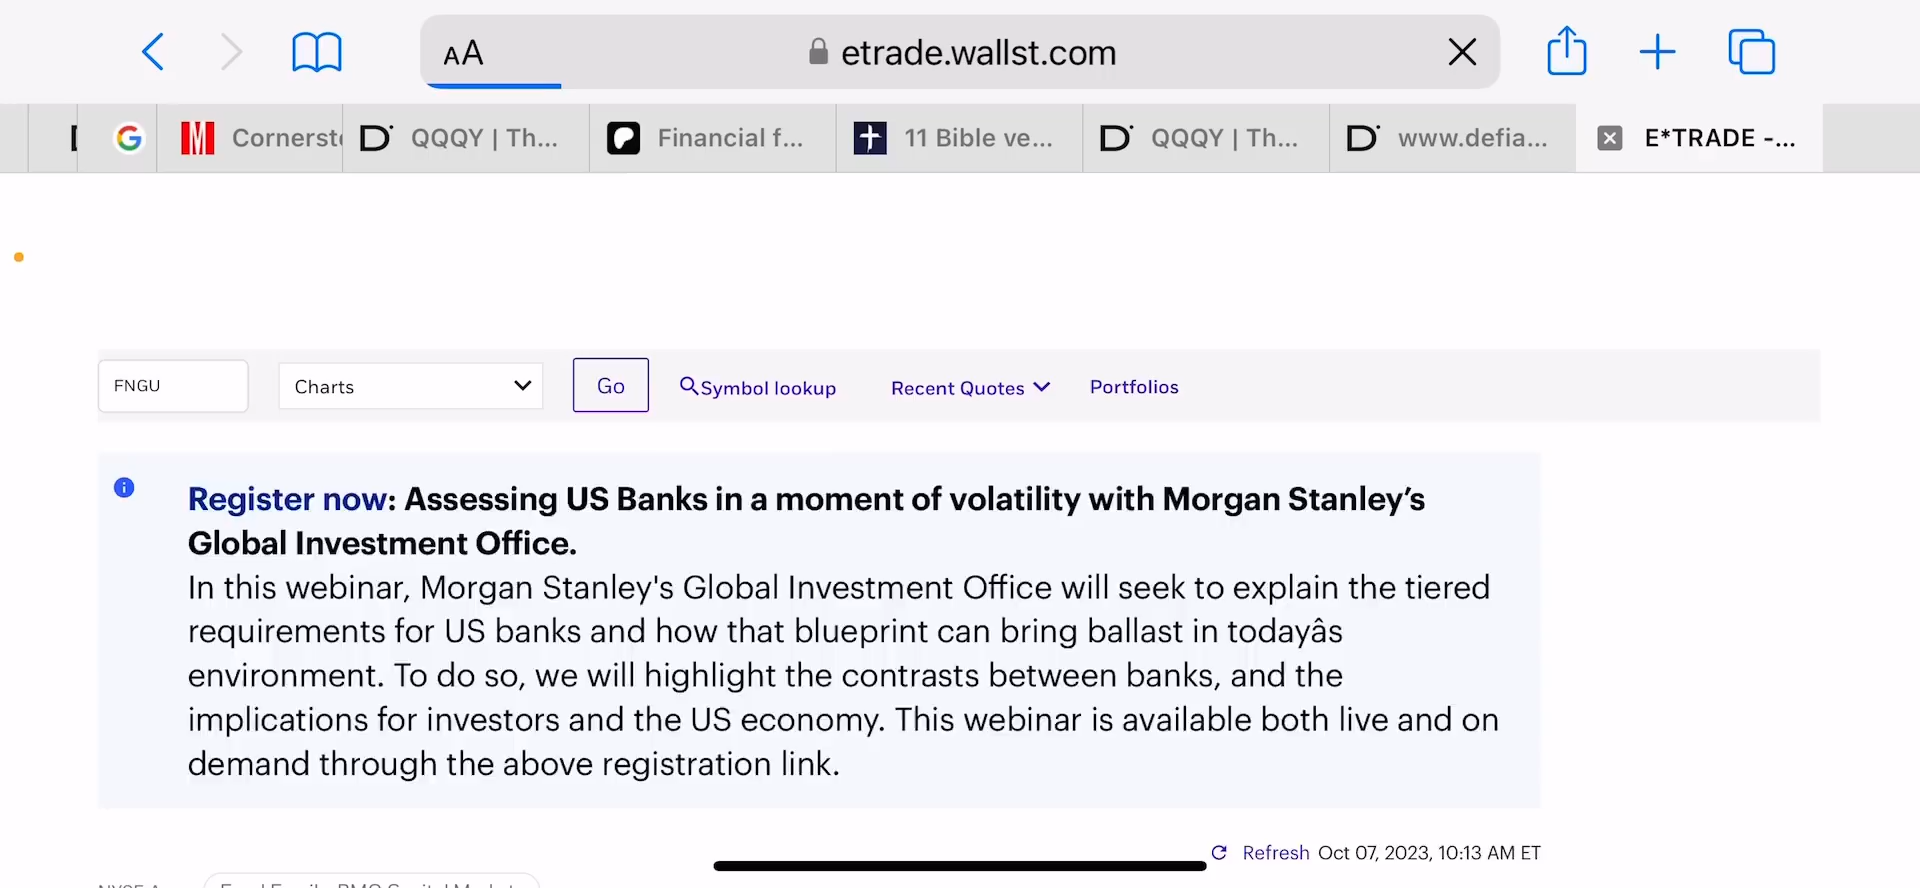 AA
etrade.wallst.com
Cornerst
QQQY | Th...
Financial f...
11 Bible ve...
QQQY | Th...
www.defia...
E*TRADE -...
FNGU
Charts
Go
Symbol lookup
Recent Quotes
Portfolios
Register now: Assessing US Banks in a moment of volatility with Morgan Stanley’s
Global Investment Office.
In this webinar, Morgan Stanley's Global Investment Office will seek to explain the tiered
requirements for US banks and how that blueprint can bring ballast in todayâs
environment. To do so, we will highlight the contrasts between banks, and the
implications for investors and the US economy. This webinar is available both live and on
demand through the above registration link.
Refresh Oct 07, 2023, 10:13 AM ET